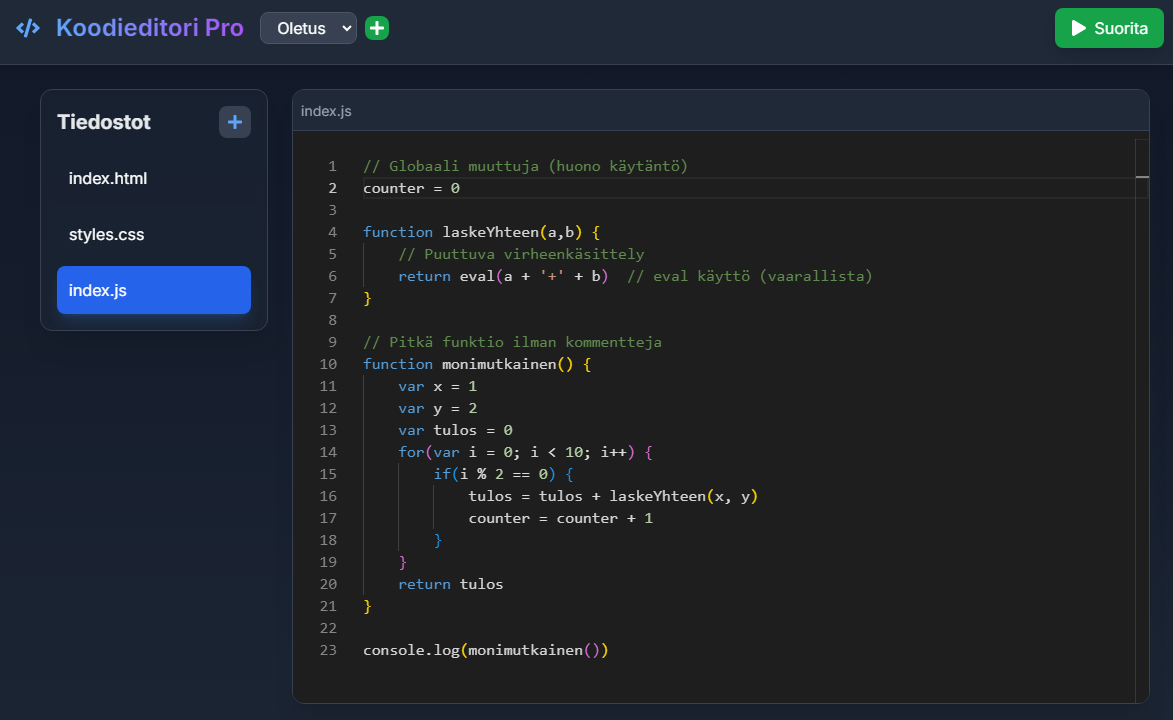 Koodieditori Pro
Oletus
Suorita
Tiedostot
index.html
styles.css
index.js
index.js
1 // Globaali muuttuja (huono käytäntö)
2 counter = 0
3
4 function laskeYhteen(a,b) {
5     // Puuttuva virheenkäsittely
6     return eval(a + '+' + b)  // eval käyttö (vaarallista)
7 }
8
9 // Pitkä funktio ilman kommentteja
10 function monimutkainen() {
11     var x = 1
12     var y = 2
13     var tulos = 0
14     for(var i = 0; i < 10; i++) {
15         if(i % 2 == 0) {
16             tulos = tulos + laskeYhteen(x, y)
17             counter = counter + 1
18         }
19     }
20     return tulos
21 }
22
23 console.log(monimutkainen())